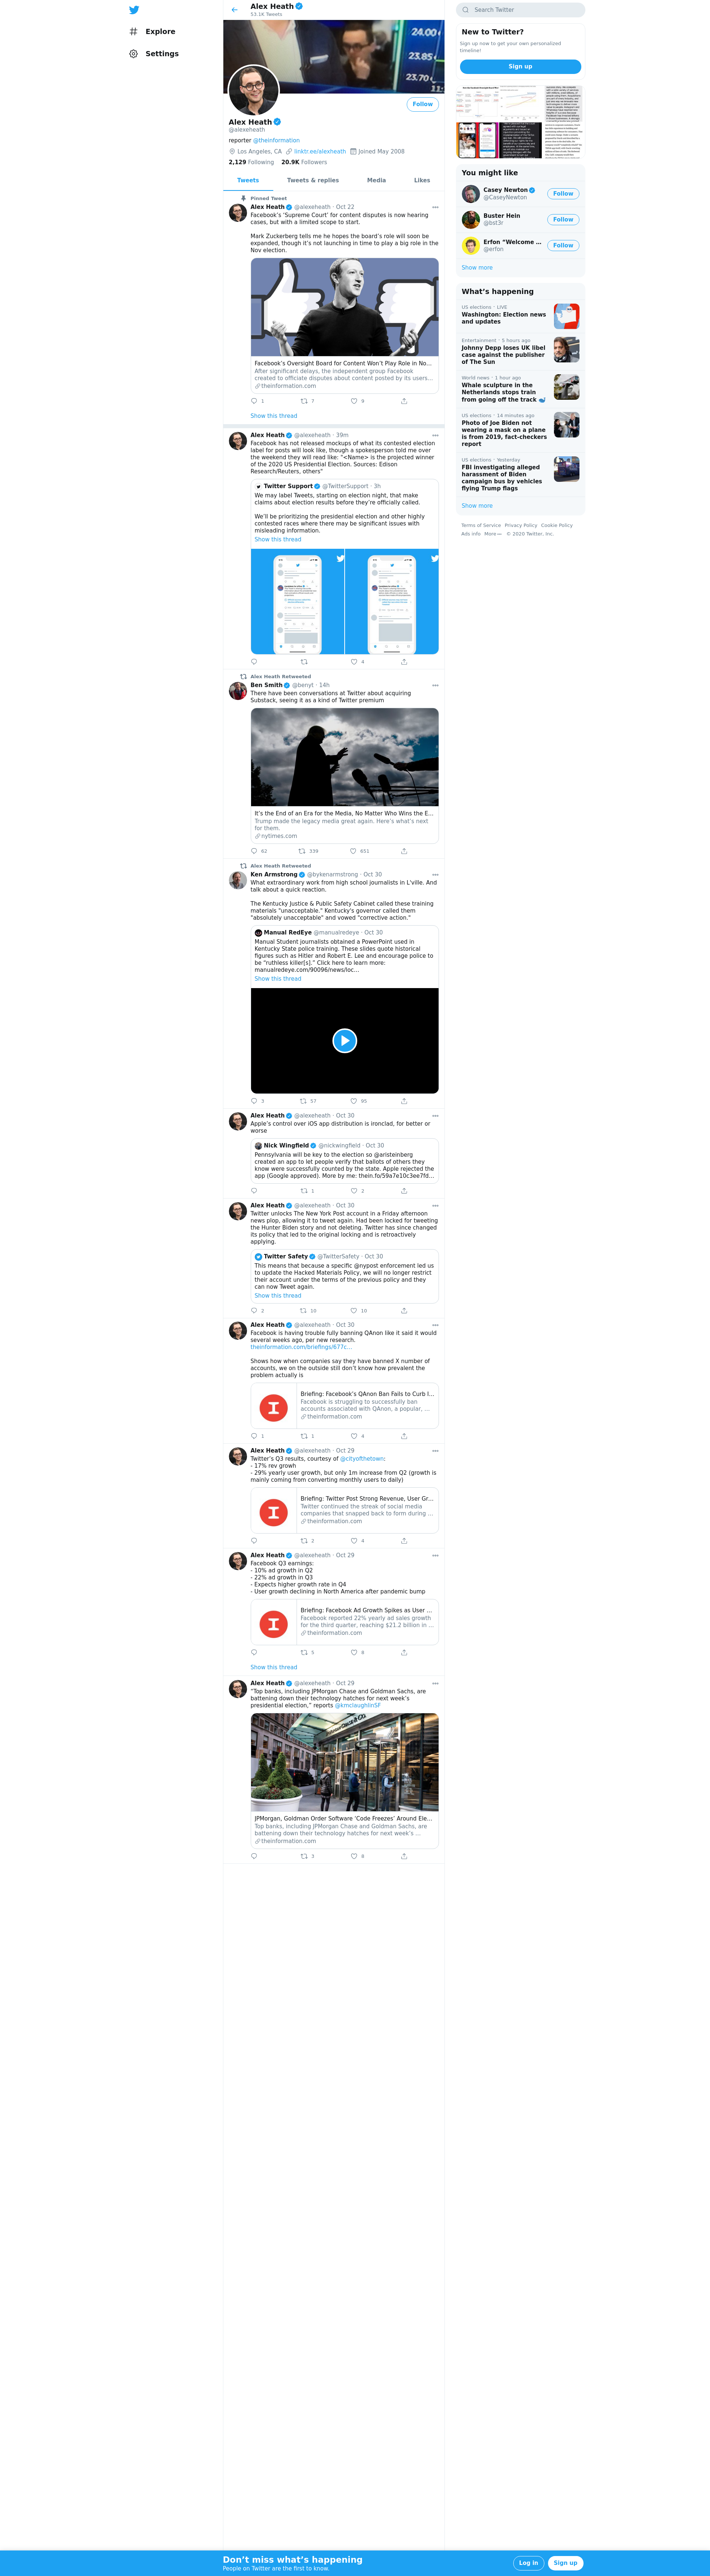 Explore
Settings
Alex Heath
53.1K Tweets
Follow
Alex Heath
@alexeheath
reporter @theinformation
Los Angeles, CA linktr.ee/alexheath Joined May 2008
2,129 Following 20.9K Followers
Tweets Tweets & replies Media Likes
Pinned Tweet
Alex Heath @alexeheath · Oct 22
Facebook's 'Supreme Court' for content disputes is now hearing
cases, but with a limited scope to start.
Mark Zuckerberg tells me he hopes the board's role will soon be
expanded, though it's not launching in time to play a big role in the
Nov election.
Facebook's Oversight Board for Content Won't Play Role in No...
After significant delays, the independent group Facebook
created to officiate disputes about content posted by its users...
theinformation.com
1 7 9
Show this thread
Alex Heath @alexeheath · 39m
Facebook has not released mockups of what its contested election
label for posts will look like, though a spokesperson told me over
the weekend they will read like: "<Name> is the projected winner
of the 2020 US Presidential Election. Sources: Edison
Research/Reuters, others"
Twitter Support @TwitterSupport · 3h
We may label Tweets, starting on election night, that make
claims about election results before they're officially called.
We'll be prioritizing the presidential election and other highly
contested races where there may be significant issues with
misleading information.
Show this thread
4
Alex Heath Retweeted
Ben Smith @benyt · 14h
There have been conversations at Twitter about acquiring
Substack, seeing it as a kind of Twitter premium
It's the End of an Era for the Media, No Matter Who Wins the E...
Trump made the legacy media great again. Here's what's next
for them.
nytimes.com
62 339 651
Alex Heath Retweeted
Ken Armstrong @bykenarmstrong · Oct 30
What extraordinary work from high school journalists in L'ville. And
talk about a quick reaction.
The Kentucky Justice & Public Safety Cabinet called these training
materials "unacceptable." Kentucky's governor called them
"absolutely unacceptable" and vowed "corrective action."
Manual RedEye @manualredeye · Oct 30
Manual Student journalists obtained a PowerPoint used in
Kentucky State police training. These slides quote historical
figures such as Hitler and Robert E. Lee and encourage police to
be "ruthless killer[s]." Click here to learn more:
manualredeye.com/90096/news/loc...
Show this thread
3 57 95
Alex Heath @alexeheath · Oct 30
Apple's control over iOS app distribution is ironclad, for better or
worse
Nick Wingfield @nickwingfield · Oct 30
Pennsylvania will be key to the election so @aristeinberg
created an app to let people verify that ballots of others they
know were successfully counted by the state. Apple rejected the
app (Google approved). More by me: thein.fo/59a7e10c3ee7fd...
1 2
Alex Heath @alexeheath · Oct 30
Twitter unlocks The New York Post account in a Friday afternoon
news plop, allowing it to tweet again. Had been locked for tweeting
the Hunter Biden story and not deleting. Twitter has since changed
its policy that led to the original locking and is retroactively
applying.
Twitter Safety @TwitterSafety · Oct 30
This means that because a specific @nypost enforcement led us
to update the Hacked Materials Policy, we will no longer restrict
their account under the terms of the previous policy and they
can now Tweet again.
Show this thread
2 10 10
Alex Heath @alexeheath · Oct 30
Facebook is having trouble fully banning QAnon like it said it would
several weeks ago, per new research.
theinformation.com/briefings/677c...
Shows how when companies say they have banned X number of
accounts, we on the outside still don't know how prevalent the
problem actually is
Briefing: Facebook's QAnon Ban Fails to Curb I...
Facebook is struggling to successfully ban
accounts associated with QAnon, a popular, ...
theinformation.com
1 1 4
Alex Heath @alexeheath · Oct 29
Twitter's Q3 results, courtesy of @cityofthetown:
- 17% rev growh
- 29% yearly user growth, but only 1m increase from Q2 (growth is
mainly coming from converting monthly users to daily)
Briefing: Twitter Post Strong Revenue, User Gr...
Twitter continued the streak of social media
companies that snapped back to form during ...
theinformation.com
2 4
Alex Heath @alexeheath · Oct 29
Facebook Q3 earnings:
- 10% ad growth in Q2
- 22% ad growth in Q3
- Expects higher growth rate in Q4
- User growth declining in North America after pandemic bump
Briefing: Facebook Ad Growth Spikes as User ...
Facebook reported 22% yearly ad sales growth
for the third quarter, reaching $21.2 billion in ...
theinformation.com
5 8
Show this thread
Alex Heath @alexeheath · Oct 29
"Top banks, including JPMorgan Chase and Goldman Sachs, are
battening down their technology hatches for next week's
presidential election," reports @kmclaughlinSF
JPMorgan, Goldman Order Software 'Code Freezes' Around Ele...
Top banks, including JPMorgan Chase and Goldman Sachs, are
battening down their technology hatches for next week's ...
theinformation.com
3 8
Search Twitter
New to Twitter?
Sign up now to get your own personalized
timeline!
Sign up
You might like
Casey Newton
@CaseyNewton
Follow
Buster Hein
@bst3r
Follow
Erfon "Welcome ...
@erfon
Follow
Show more
What's happening
US elections · LIVE
Washington: Election news
and updates
Entertainment · 5 hours ago
Johnny Depp loses UK libel
case against the publisher
of The Sun
World news · 1 hour ago
Whale sculpture in the
Netherlands stops train
from going off the track 🐋
US elections · 14 minutes ago
Photo of Joe Biden not
wearing a mask on a plane
is from 2019, fact-checkers
report
US elections · Yesterday
FBI investigating alleged
harassment of Biden
campaign bus by vehicles
flying Trump flags
Show more
Terms of Service Privacy Policy Cookie Policy
Ads info More © 2020 Twitter, Inc.
Don't miss what's happening
People on Twitter are the first to know.
Log in Sign up